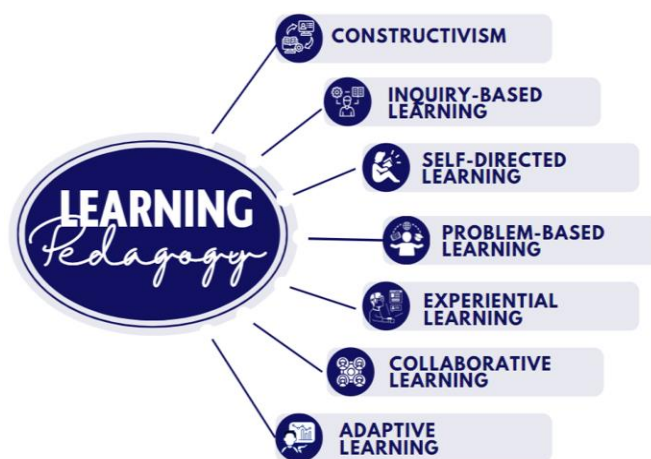 LEARNING
Pedagogy
CONSTRUCTIVISM
INQUIRY-BASED
LEARNING
SELF-DIRECTED
LEARNING
PROBLEM-BASED
LEARNING
EXPERIENTIAL
LEARNING
COLLABORATIVE
LEARNING
ADAPTIVE
LEARNING